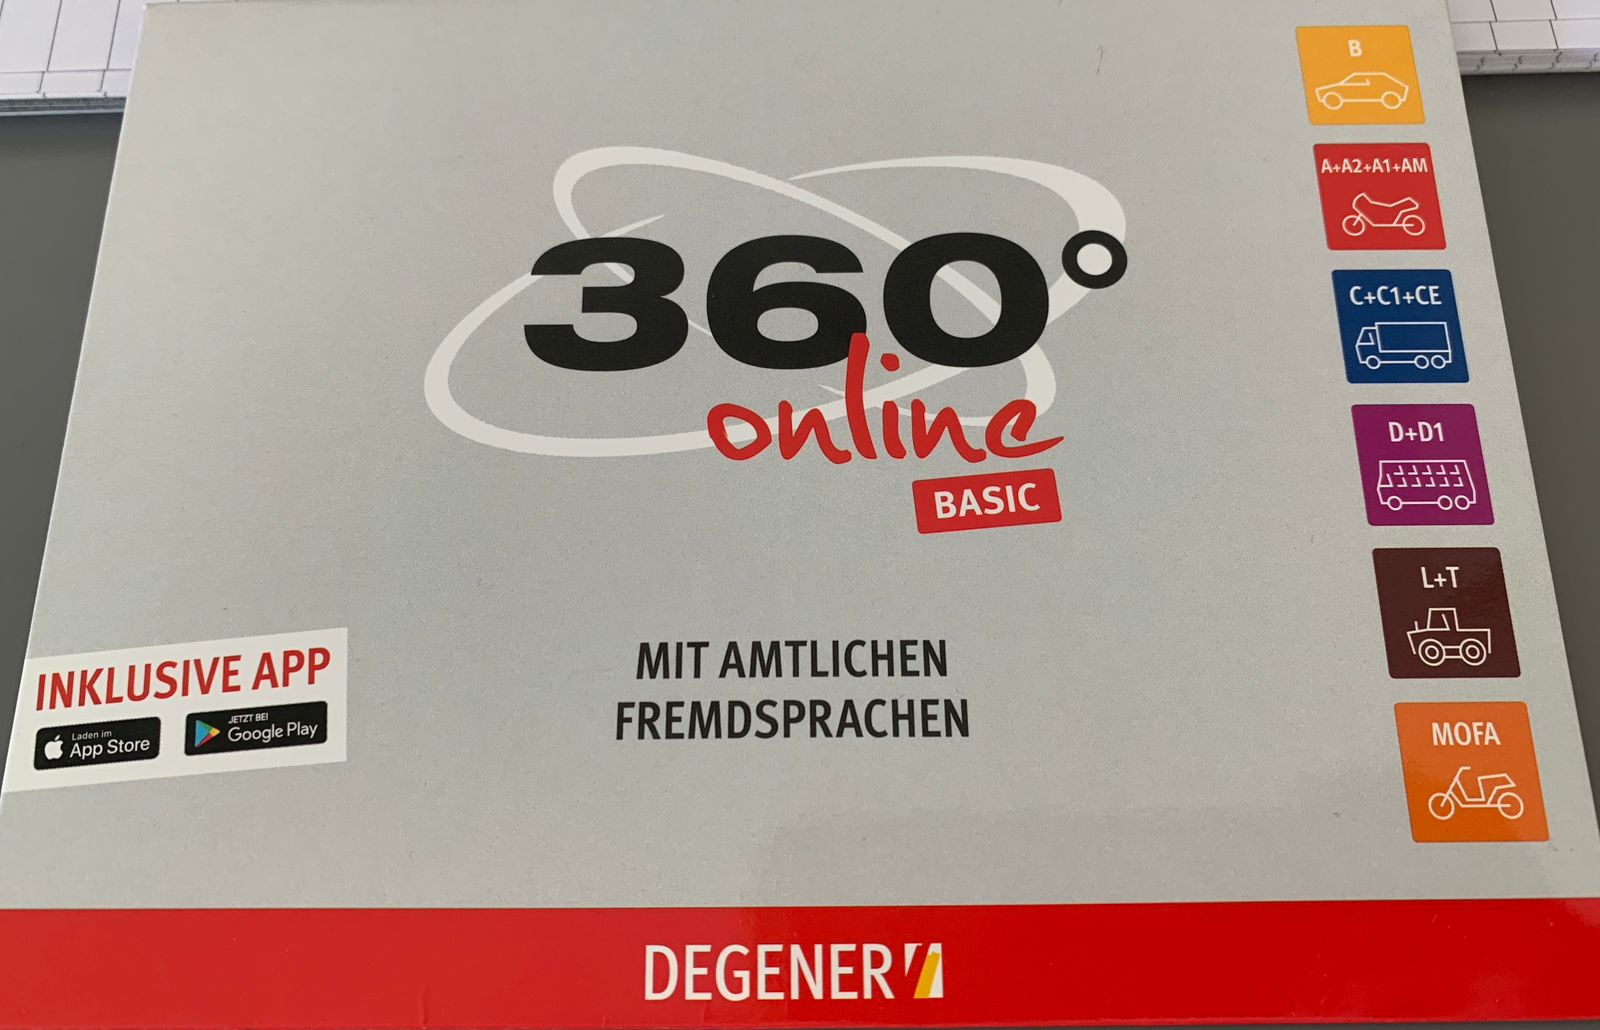 360°
online
BASIC
MIT AMTLICHEN
FREMDSPRACHEN
INKLUSIVE APP
Laden im
App Store
JETZT BEI
Google Play
B
A+A2+A1+AM
C+C1+CE
D+D1
L+T
MOFA
DEGENER